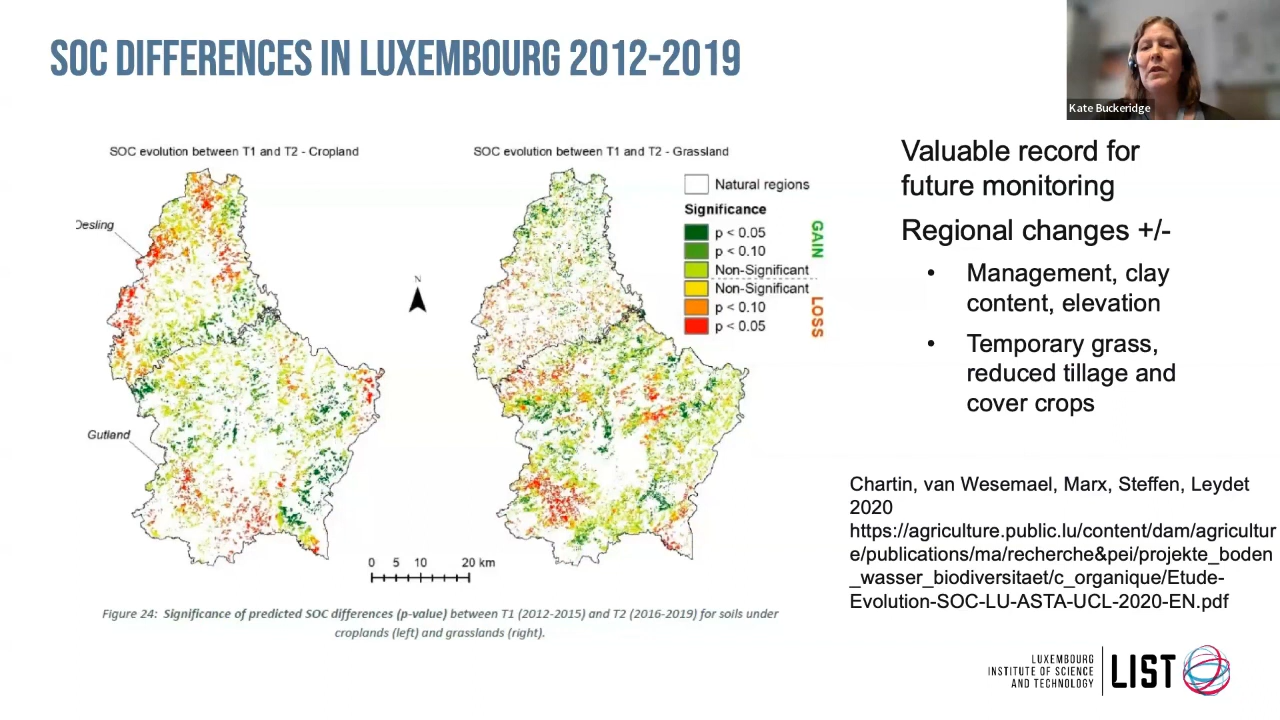 SOC DIFFERENCES IN LUXEMBOURG 2012-2019
Kate Buckeridge
SOC evolution between T1 and T2 - Cropland
SOC evolution between T1 and T2 - Grassland
Desling
Gutland
N
Natural regions
Significance
p < 0.05
p < 0.10
Non-Significant
Non-Significant
p < 0.10
p < 0.05
GAIN
LOSS
0 5 10 20 km
Figure 24: Significance of predicted SOC differences (p-value) between T1 (2012-2015) and T2 (2016-2019) for soils under
croplands (left) and grasslands (right).
Valuable record for
future monitoring
Regional changes +/-
• Management, clay
content, elevation
• Temporary grass,
reduced tillage and
cover crops
Chartin, van Wesemael, Marx, Steffen, Leydet
2020
https://agriculture.public.lu/content/dam/agricultur
e/publications/ma/recherche&pei/projekte_boden
_wasser_biodiversitaet/c_organique/Etude-
Evolution-SOC-LU-ASTA-UCL-2020-EN.pdf
LUXEMBOURG
INSTITUTE OF SCIENCE
AND TECHNOLOGY
LIST